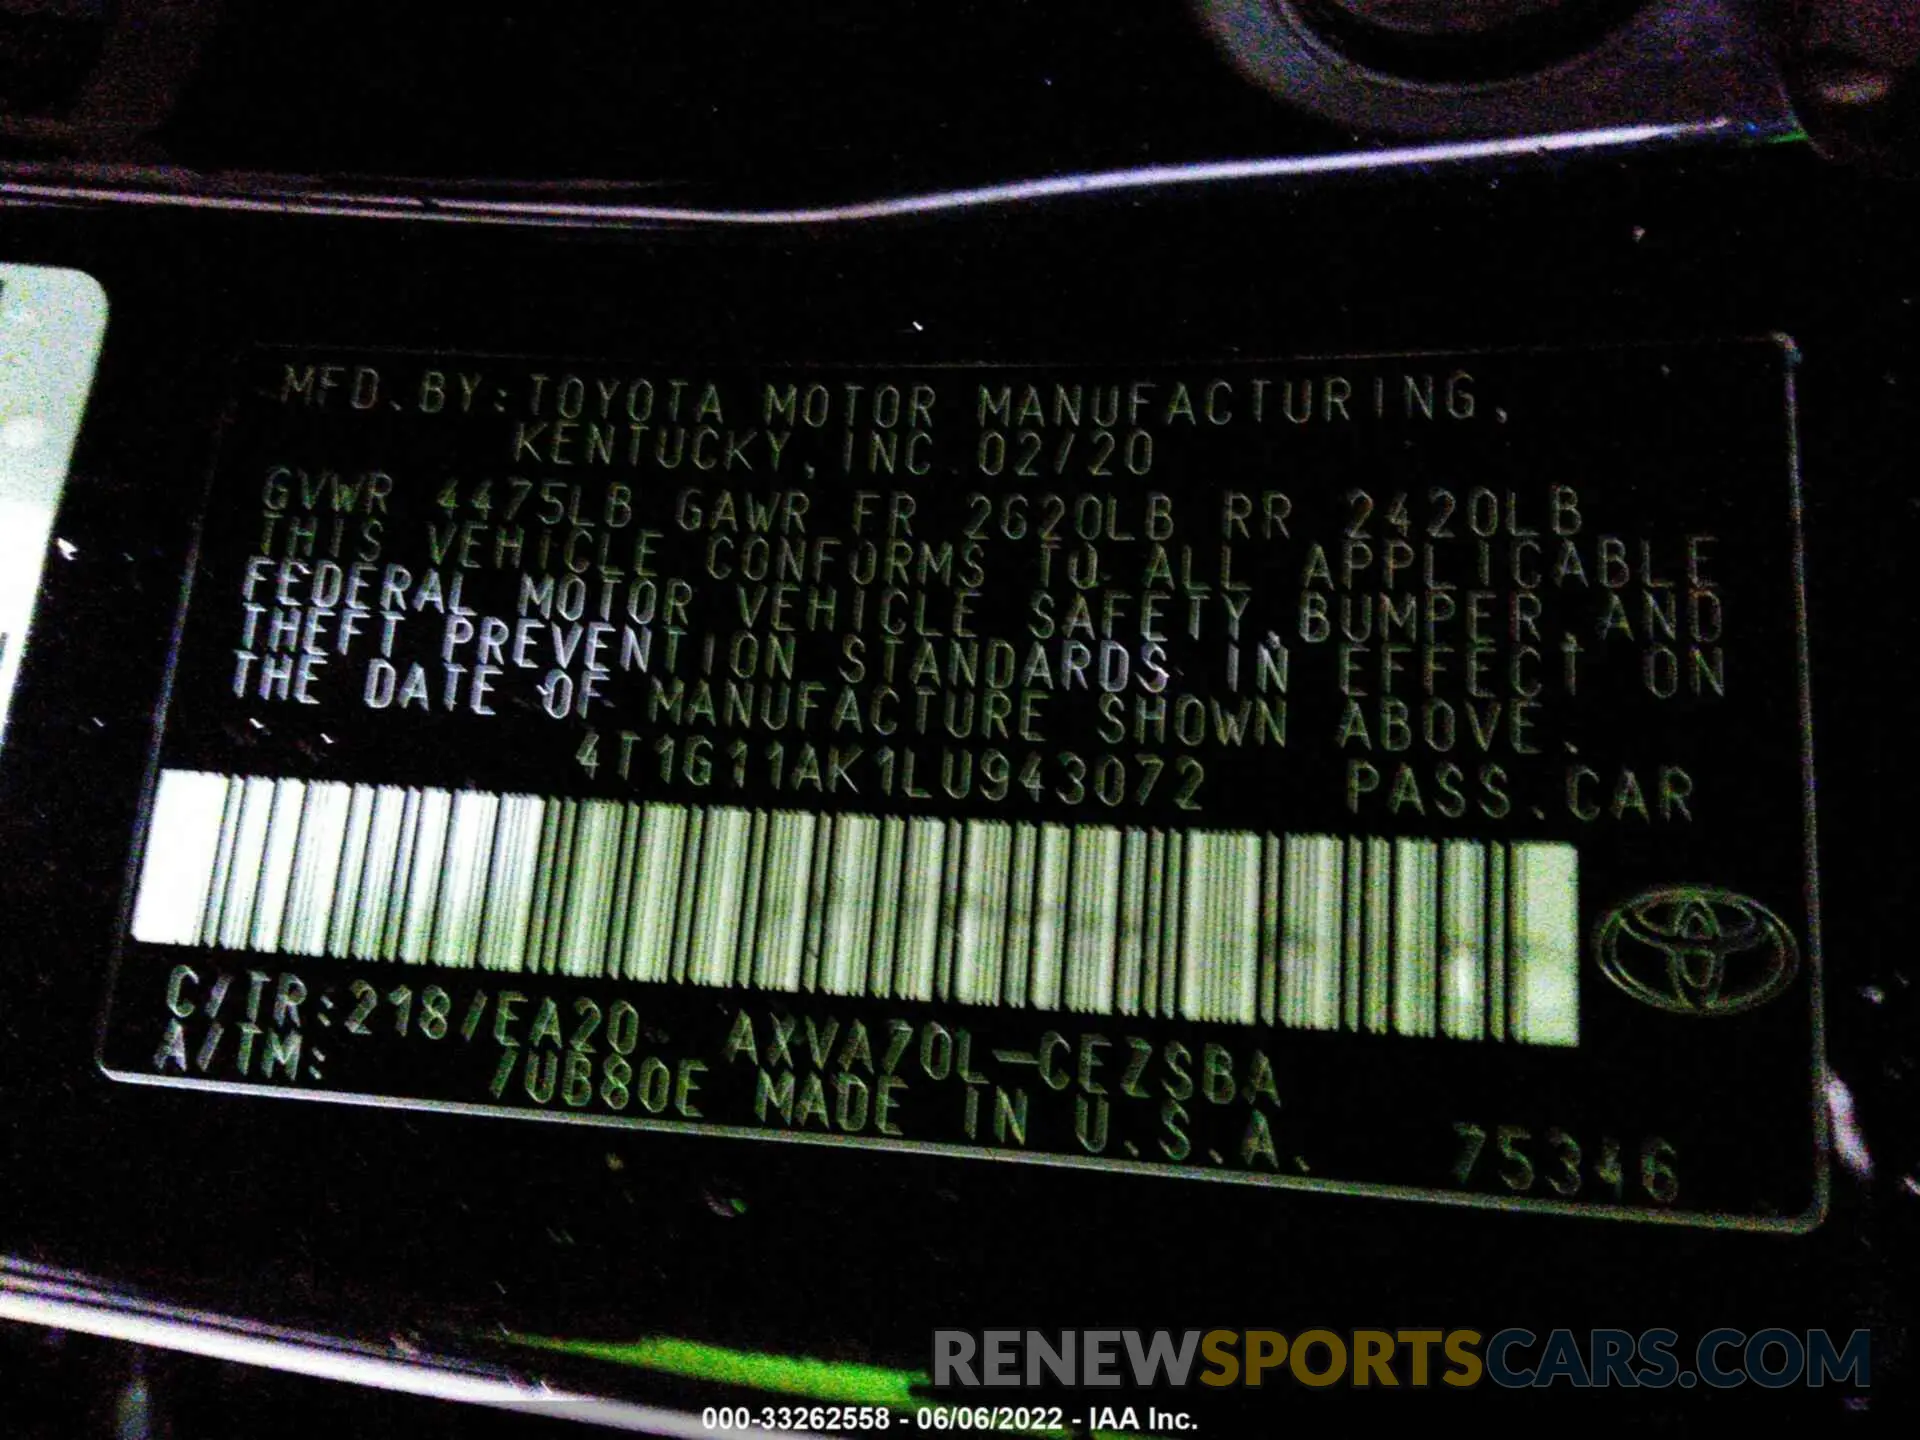 MFD.BY:TOYOTA MOTOR MANUFACTURING,
KENTUCKY, INC 02/20
GVWR 4475LB GAWR FR 2620LB RR 2420LB
THIS VEHICLE CONFORMS TO ALL APPLICABLE
FEDERAL MOTOR VEHICLE SAFETY, BUMPER, AND
THEFT PREVENTION STANDARDS IN EFFECT ON
THE DATE OF MANUFACTURE SHOWN ABOVE.
4T1G11AK1LU943072 PASS.CAR
C/TR:218/EA20 AXVA70L-CEZSBA
A/TM: /UB80E MADE IN U.S.A.
75346
RENEWSPORTSCARS.COM
000-33262558 - 06/06/2022 - IAA Inc.